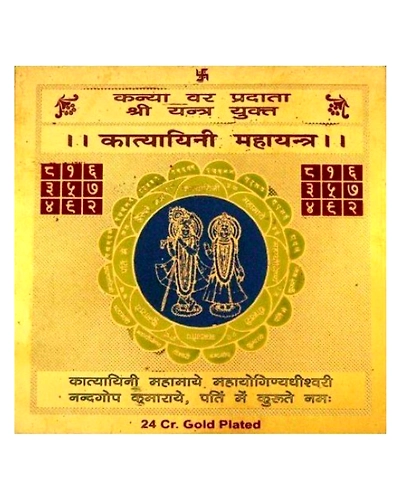 कन्या वर प्रदाता
श्री यन्त्र युक्त
।। कात्यायिनी महायन्त्र ।।
८ १ ६
३ ५ ७
४ ९ २
८ १ ६
३ ५ ७
४ ९ २
कात्यायिनी महामाये महायोगिण्यधीश्वरी
नन्दगोप कूमाराये, पतिं में कुरूते नमः
24 Cr. Gold Plated